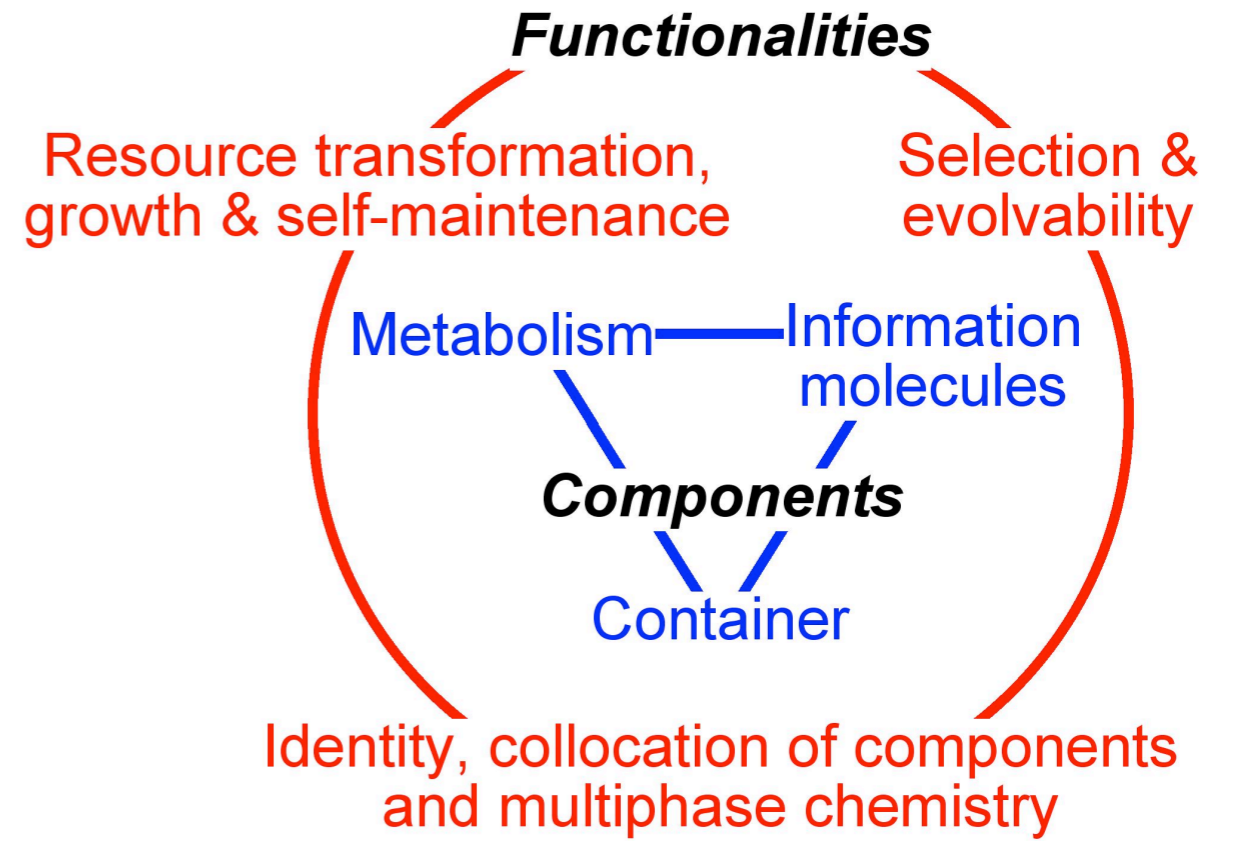 Functionalities
Resource transformation,
growth & self-maintenance
Selection &
evolvability
Metabolism
Information
molecules
Components
Container
Identity, collocation of components
and multiphase chemistry